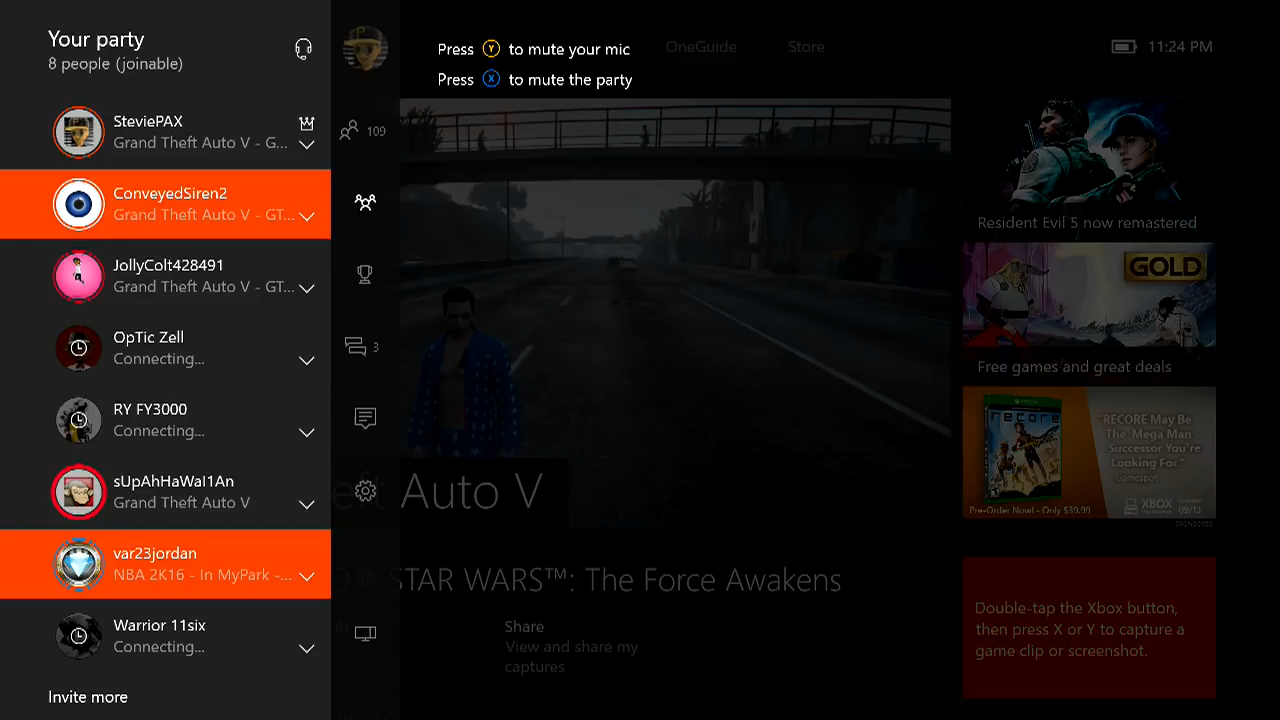 Your party
8 people (joinable)
SteviePAX
Grand Theft Auto V - G...
ConveyedSiren2
Grand Theft Auto V - GT...
JollyColt428491
Grand Theft Auto V - GT...
OpTic Zell
Connecting...
RY FY3000
Connecting...
sUpAhHaWaI1An
Grand Theft Auto V
var23jordan
NBA 2K16 - In MyPark -...
Warrior 11six
Connecting...
Invite more
109
3
Press Y to mute your mic
Press X to mute the party
OneGuide
Store
11:24 PM
Auto V
STAR WARS™: The Force Awakens
Share
View and share my
captures
Resident Evil 5 now remastered
GOLD
Free games and great deals
RECORE
"RECORE May Be
The Mega Man
Successor You're
Looking For."
Gamespot
Pre-Order Now! - Only $39.99
XBOX
09/13
SPONSORED
Double-tap the Xbox button,
then press X or Y to capture a
game clip or screenshot.